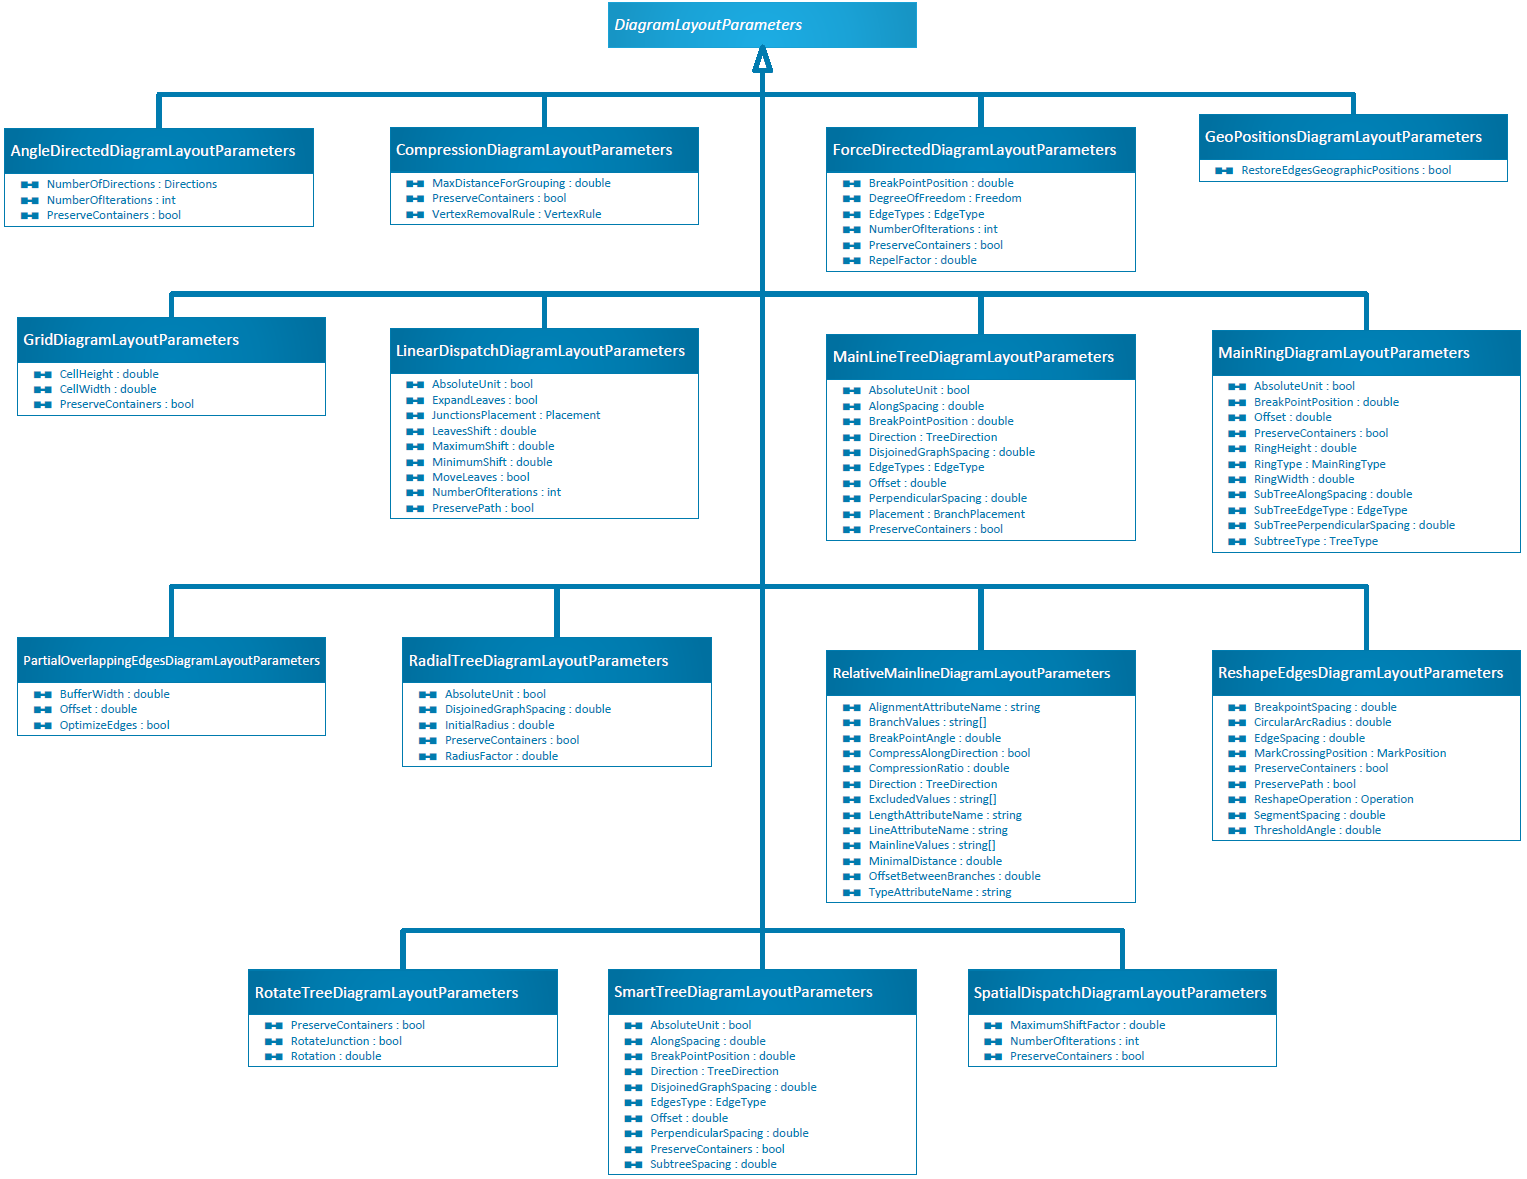 DiagramLayoutParameters
AngleDirectedDiagramLayoutParameters
NumberOfDirections : Directions
NumberOfIterations : int
PreserveContainers : bool
CompressionDiagramLayoutParameters
MaxDistanceForGrouping : double
PreserveContainers : bool
VertexRemovalRule : VertexRule
ForceDirectedDiagramLayoutParameters
BreakPointPosition : double
DegreeOfFreedom : Freedom
EdgeTypes : EdgeType
NumberOfIterations : int
PreserveContainers : bool
RepelFactor : double
GeoPositionsDiagramLayoutParameters
RestoreEdgesGeographicPositions : bool
GridDiagramLayoutParameters
CellHeight : double
CellWidth : double
PreserveContainers : bool
LinearDispatchDiagramLayoutParameters
AbsoluteUnit : bool
ExpandLeaves : bool
JunctionsPlacement : Placement
LeavesShift : double
MaximumShift : double
MinimumShift : double
MoveLeaves : bool
NumberOfIterations : int
PreservePath : bool
MainLineTreeDiagramLayoutParameters
AbsoluteUnit : bool
AlongSpacing : double
BreakPointPosition : double
Direction : TreeDirection
DisjoinedGraphSpacing : double
EdgeTypes : EdgeType
Offset : double
PerpendicularSpacing : double
Placement : BranchPlacement
PreserveContainers : bool
MainRingDiagramLayoutParameters
AbsoluteUnit : bool
BreakPointPosition : double
Offset : double
PreserveContainers : bool
RingHeight : double
RingType : MainRingType
RingWidth : double
SubTreeAlongSpacing : double
SubTreeEdgeType : EdgeType
SubTreePerpendicularSpacing : double
SubtreeType : TreeType
PartialOverlappingEdgesDiagramLayoutParameters
BufferWidth : double
Offset : double
OptimizeEdges : bool
RadialTreeDiagramLayoutParameters
AbsoluteUnit : bool
DisjoinedGraphSpacing : double
InitialRadius : double
PreserveContainers : bool
RadiusFactor : double
RelativeMainlineDiagramLayoutParameters
AlignmentAttributeName : string
BranchValues : string[]
BreakPointAngle : double
CompressAlongDirection : bool
CompressionRatio : double
Direction : TreeDirection
ExcludedValues : string[]
LengthAttributeName : string
LineAttributeName : string
MainlineValues : string[]
MinimalDistance : double
OffsetBetweenBranches : double
TypeAttributeName : string
ReshapeEdgesDiagramLayoutParameters
BreakpointSpacing : double
CircularArcRadius : double
EdgeSpacing : double
MarkCrossingPosition : MarkPosition
PreserveContainers : bool
PreservePath : bool
ReshapeOperation : Operation
SegmentSpacing : double
ThresholdAngle : double
RotateTreeDiagramLayoutParameters
PreserveContainers : bool
RotateJunction : bool
Rotation : double
SmartTreeDiagramLayoutParameters
AbsoluteUnit : bool
AlongSpacing : double
BreakPointPosition : double
Direction : TreeDirection
DisjoinedGraphSpacing : double
EdgesType : EdgeType
Offset : double
PerpendicularSpacing : double
PreserveContainers : bool
SubtreeSpacing : double
SpatialDispatchDiagramLayoutParameters
MaximumShiftFactor : double
NumberOfIterations : int
PreserveContainers : bool